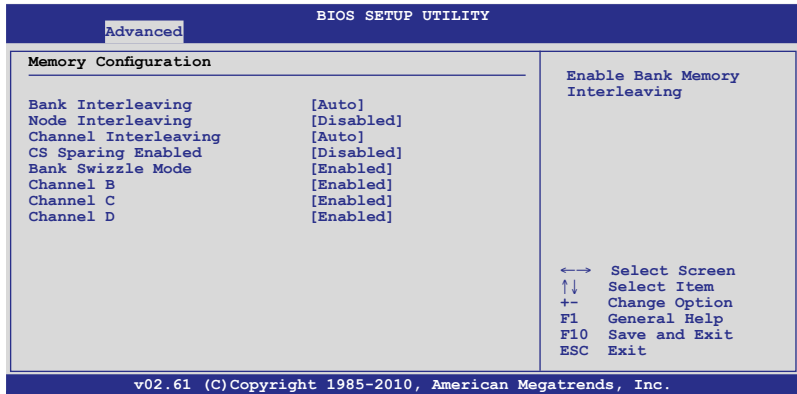 BIOS SETUP UTILITY
Advanced
Memory Configuration
Bank Interleaving [Auto]
Node Interleaving [Disabled]
Channel Interleaving [Auto]
CS Sparing Enabled [Disabled]
Bank Swizzle Mode [Enabled]
Channel B [Enabled]
Channel C [Enabled]
Channel D [Enabled]
Enable Bank Memory
Interleaving
←→ Select Screen
↑↓ Select Item
+- Change Option
F1 General Help
F10 Save and Exit
ESC Exit
v02.61 (C)Copyright 1985-2010, American Megatrends, Inc.